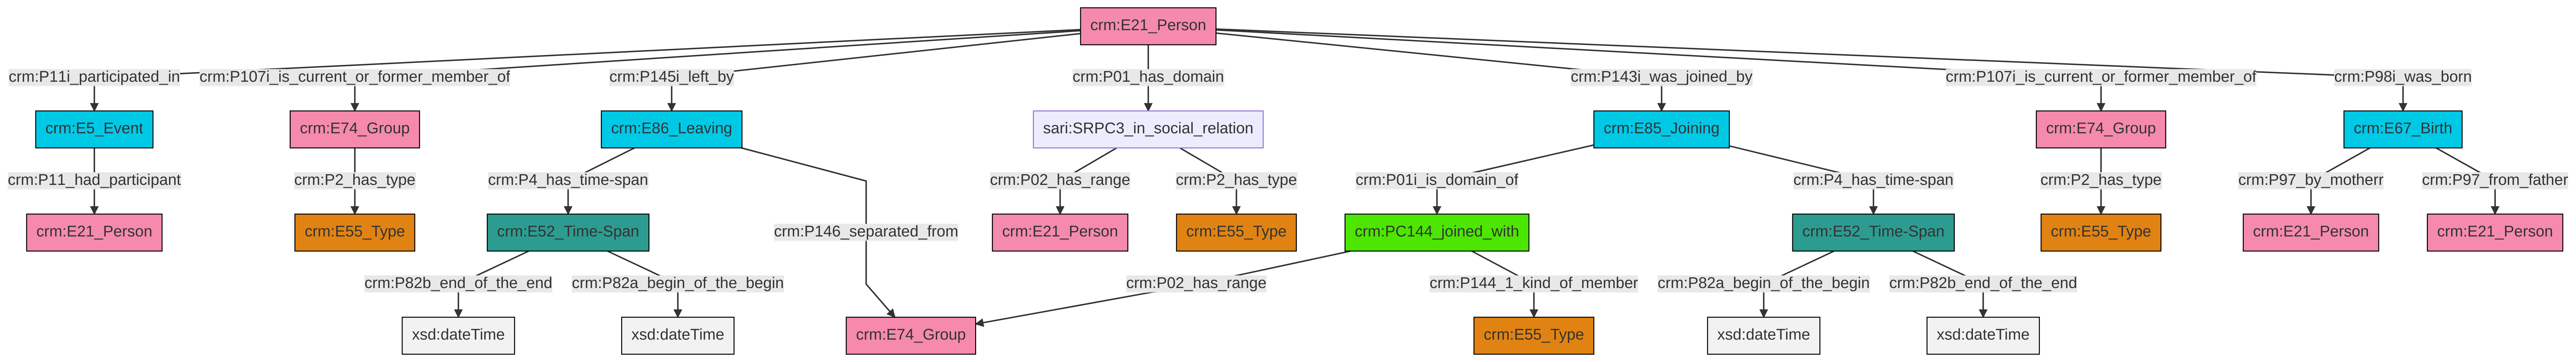 crm:E21_Person
crm:P11i_participated_in
crm:P107i_is_current_or_former_member_of
crm:P145i_left_by
crm:P01_has_domain
crm:P143i_was_joined_by
crm:P107i_is_current_or_former_member_of
crm:P98i_was_born
crm:E5_Event
crm:E74_Group
crm:E86_Leaving
sari:SRPC3_in_social_relation
crm:E85_Joining
crm:E74_Group
crm:E67_Birth
crm:P11_had_participant
crm:P2_has_type
crm:P4_has_time-span
crm:P02_has_range
crm:P2_has_type
crm:P01i_is_domain_of
crm:P4_has_time-span
crm:P2_has_type
crm:P97_by_motherr
crm:P97_from_father
crm:E21_Person
crm:E55_Type
crm:E52_Time-Span
crm:P146_separated_from
crm:E21_Person
crm:E55_Type
crm:PC144_joined_with
crm:E52_Time-Span
crm:E55_Type
crm:E21_Person
crm:E21_Person
crm:P82b_end_of_the_end
crm:P82a_begin_of_the_begin
crm:P02_has_range
crm:P144_1_kind_of_member
crm:P82a_begin_of_the_begin
crm:P82b_end_of_the_end
xsd:dateTime
xsd:dateTime
crm:E74_Group
crm:E55_Type
xsd:dateTime
xsd:dateTime